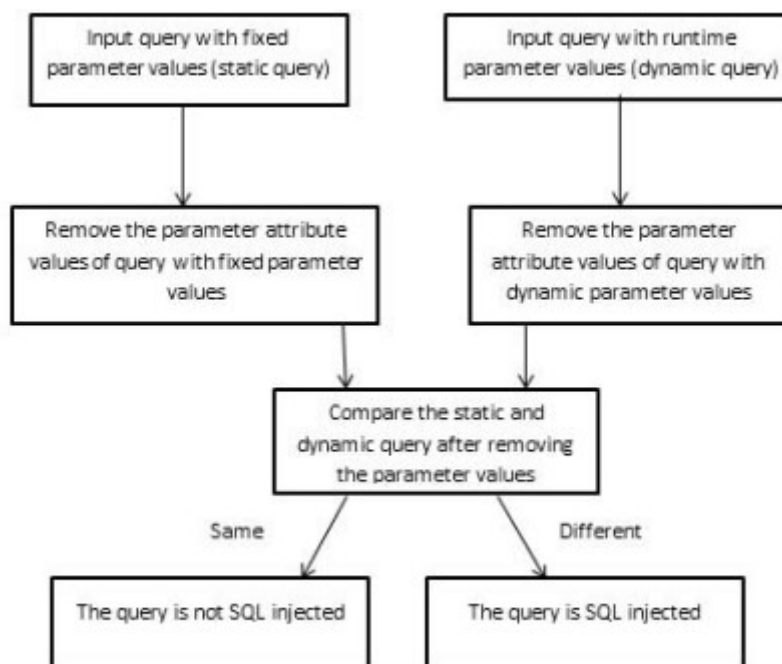 Input query with fixed
parameter values (static query)
Input query with runtime
parameter values (dynamic query)
Remove the parameter attribute
values of query with fixed parameter
values
Remove the parameter
attribute values of query with
dynamic parameter values
Compare the static and
dynamic query after removing
the parameter values
Same
Different
The query is not SQL injected
The query is SQL injected